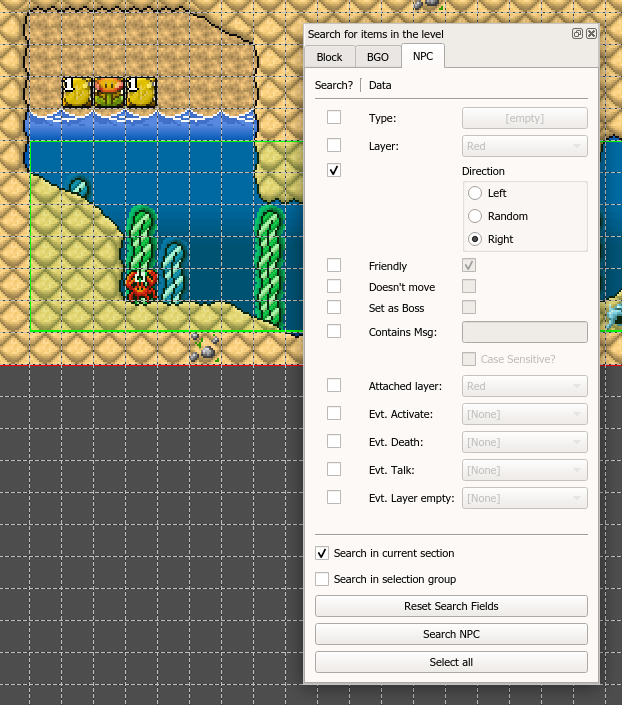 Search for items in the level
Block BGO NPC
Search? Data
Type: [empty]
Layer: Red
Direction
Left
Random
Right
Friendly
Doesn't move
Set as Boss
Contains Msg:
Case Sensitive?
Attached layer: Red
Evt. Activate: [None]
Evt. Death: [None]
Evt. Talk: [None]
Evt. Layer empty: [None]
Search in current section
Search in selection group
Reset Search Fields
Search NPC
Select all
1 1